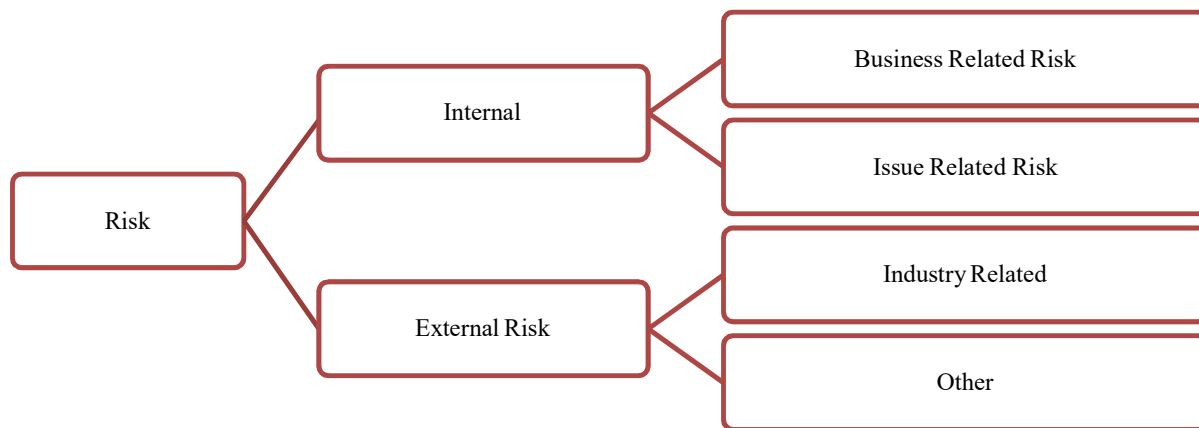 Business Related Risk
Internal
Issue Related Risk
Risk
Industry Related
External Risk
Other